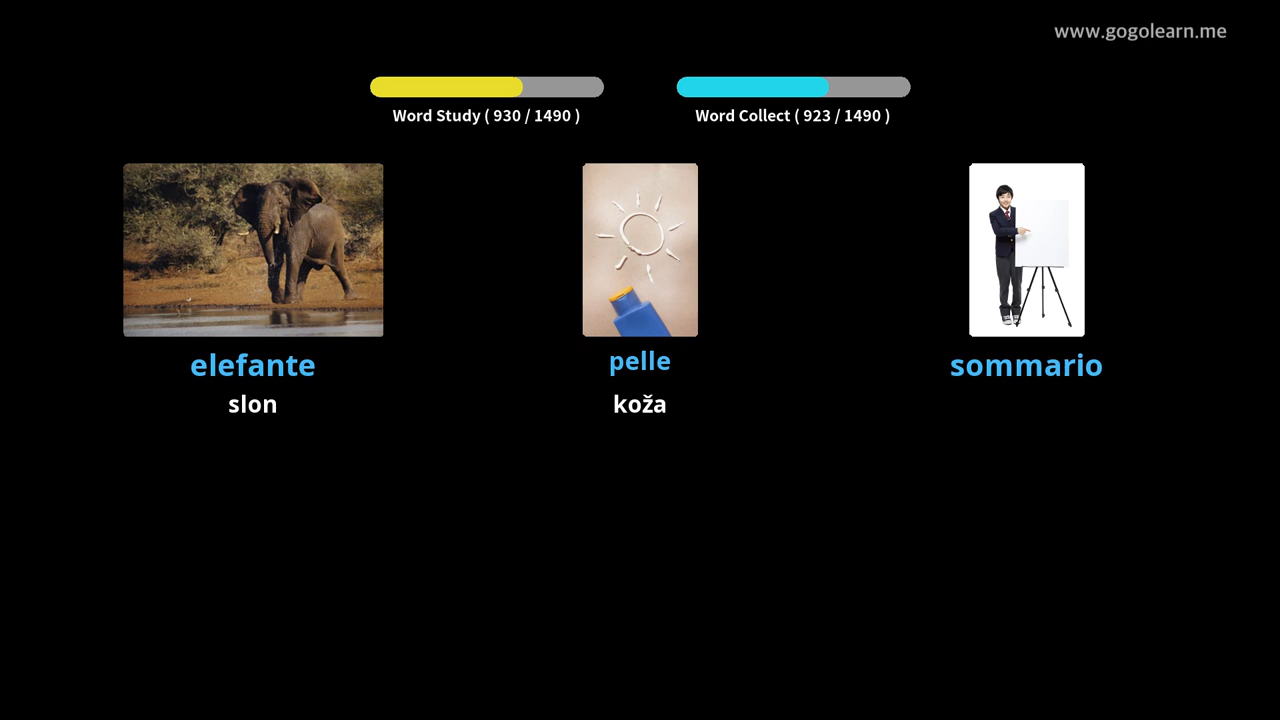 www.gogolearn.me
Word Study ( 930 / 1490 )
Word Collect ( 923 / 1490 )
elefante
slon
pelle
koža
sommario